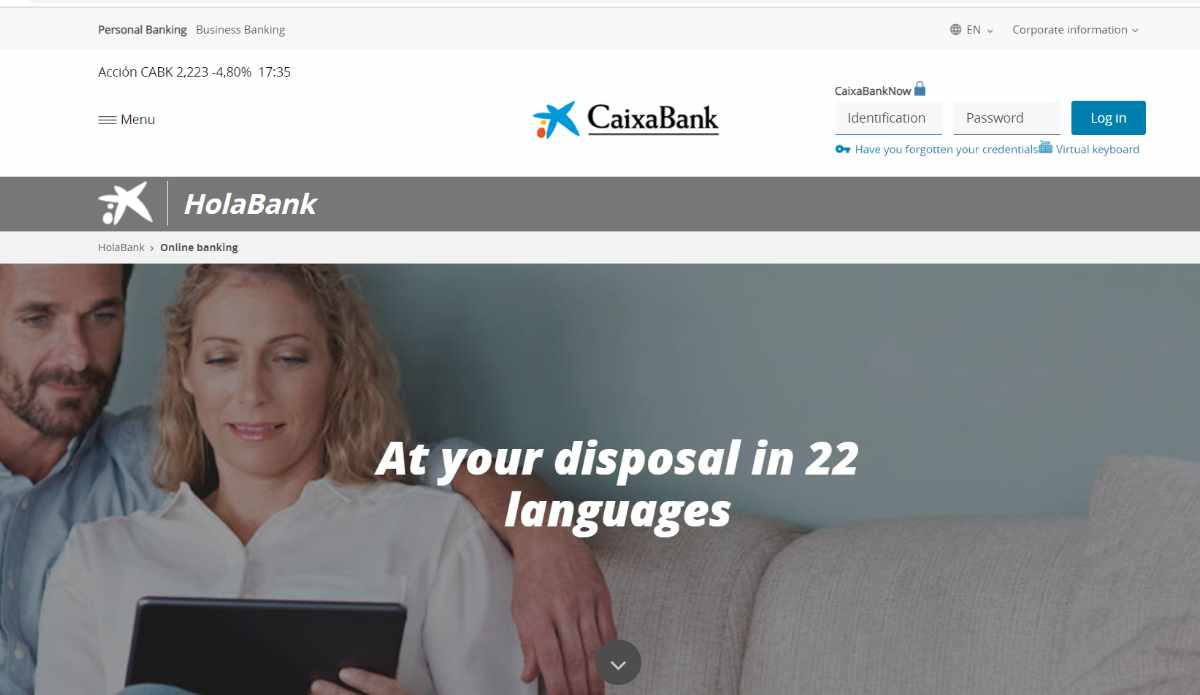 Personal Banking Business Banking EN Corporate information
Acción CABK 2,223 -4,80% 17:35
CaixaBankNow
Menu CaixaBank Identification Password Log in
Have you forgotten your credentials Virtual keyboard
HolaBank
HolaBank › Online banking
At your disposal in 22
languages